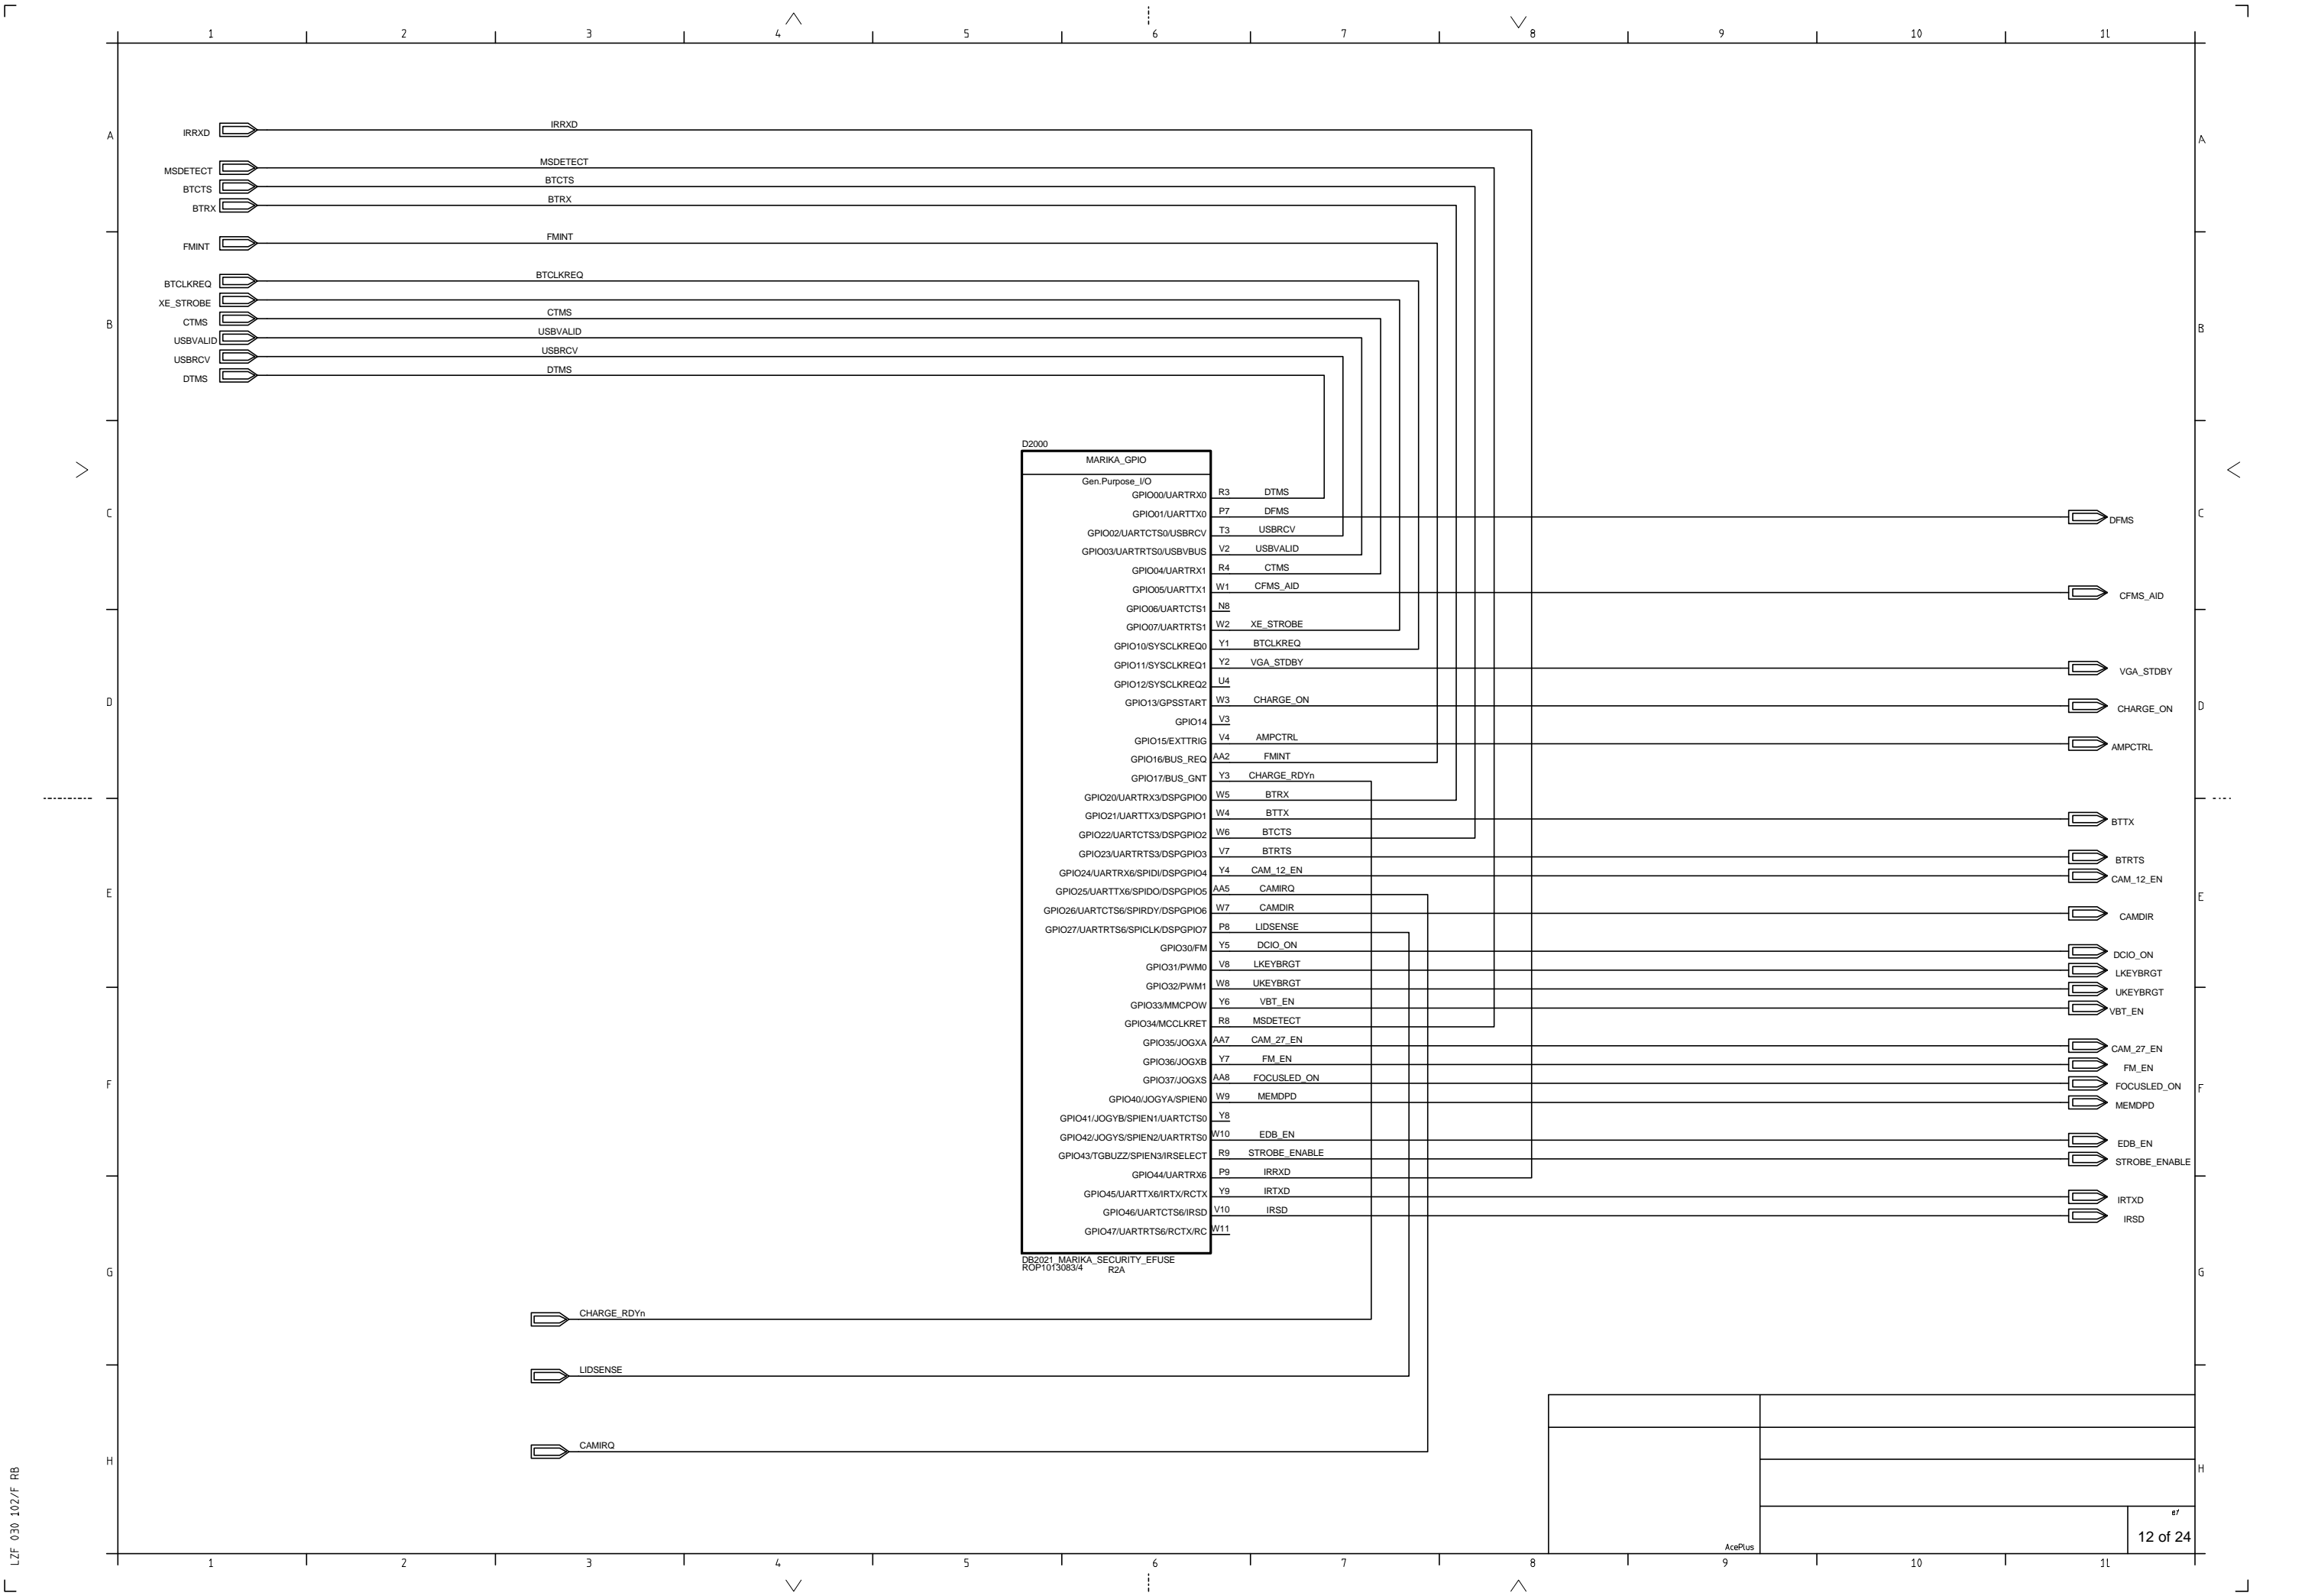 1 2 3 4 5 6 7 8 9 10 11
A A
IRRXD IRRXD
MSDETECT MSDETECT
BTCTS BTCTS
BTRX BTRX
FMINT FMINT
BTCLKREQ BTCLKREQ
XE_STROBE
B B
CTMS CTMS
USBVALID USBVALID
USBRCV USBRCV
DTMS DTMS
D2000
MARIKA_GPIO
Gen.Purpose_I/O
GPIO00/UARTRX0 R3 DTMS
C GPIO01/UARTTX0 P7 DFMS DFMS C
GPIO02/UARTCTS0/USBRCV T3 USBRCV
GPIO03/UARTRTS0/USBVBUS V2 USBVALID
GPIO04/UARTRX1 R4 CTMS
GPIO05/UARTTX1 W1 CFMS_AID CFMS_AID
GPIO06/UARTCTS1 N8
GPIO07/UARTRTS1 W2 XE_STROBE
GPIO10/SYSCLKREQ0 Y1 BTCLKREQ
GPIO11/SYSCLKREQ1 Y2 VGA_STDBY VGA_STDBY
GPIO12/SYSCLKREQ2 U4
D GPIO13/GPSSTART W3 CHARGE_ON CHARGE_ON D
GPIO14 V3
GPIO15/EXTTRIG V4 AMPCTRL AMPCTRL
GPIO16/BUS_REQ AA2 FMINT
GPIO17/BUS_GNT Y3 CHARGE_RDYn
GPIO20/UARTRX3/DSPGPIO0 W5 BTRX
GPIO21/UARTTX3/DSPGPIO1 W4 BTTX BTTX
GPIO22/UARTCTS3/DSPGPIO2 W6 BTCTS
GPIO23/UARTRTS3/DSPGPIO3 V7 BTRTS BTRTS
GPIO24/UARTRX6/SPIDI/DSPGPIO4 Y4 CAM_12_EN CAM_12_EN
E GPIO25/UARTTX6/SPIDO/DSPGPIO5 AA5 CAMIRQ E
GPIO26/UARTCTS6/SPIRDY/DSPGPIO6 W7 CAMDIR CAMDIR
GPIO27/UARTRTS6/SPICLK/DSPGPIO7 P8 LIDSENSE
GPIO30/FM Y5 DCIO_ON DCIO_ON
GPIO31/PWM0 V8 LKEYBRGT LKEYBRGT
GPIO32/PWM1 W8 UKEYBRGT UKEYBRGT
GPIO33/MMCPOW Y6 VBT_EN VBT_EN
GPIO34/MCCLKRET R8 MSDETECT
GPIO35/JOGXA AA7 CAM_27_EN CAM_27_EN
GPIO36/JOGXB Y7 FM_EN FM_EN
F GPIO37/JOGXS AA8 FOCUSLED_ON FOCUSLED_ON F
GPIO40/JOGYA/SPIEN0 W9 MEMDPD MEMDPD
GPIO41/JOGYB/SPIEN1/UARTCTS0 Y8
GPIO42/JOGYS/SPIEN2/UARTRTS0 W10 EDB_EN EDB_EN
GPIO43/TGBUZZ/SPIEN3/IRSELECT R9 STROBE_ENABLE STROBE_ENABLE
GPIO44/UARTRX6 P9 IRRXD
GPIO45/UARTTX6/IRTX/RCTX Y9 IRTXD IRTXD
GPIO46/UARTCTS6/IRSD V10 IRSD IRSD
GPIO47/UARTRTS6/RCTX/RC W11
DB2021_MARIKA_SECURITY_EFUSE
ROP1013083/4 R2A
G G
CHARGE_RDYn
LIDSENSE
CAMIRQ
H H
e1
12 of 24
AcePlus
1 2 3 4 5 6 7 8 9 10 11
LZF 030 102/F RB